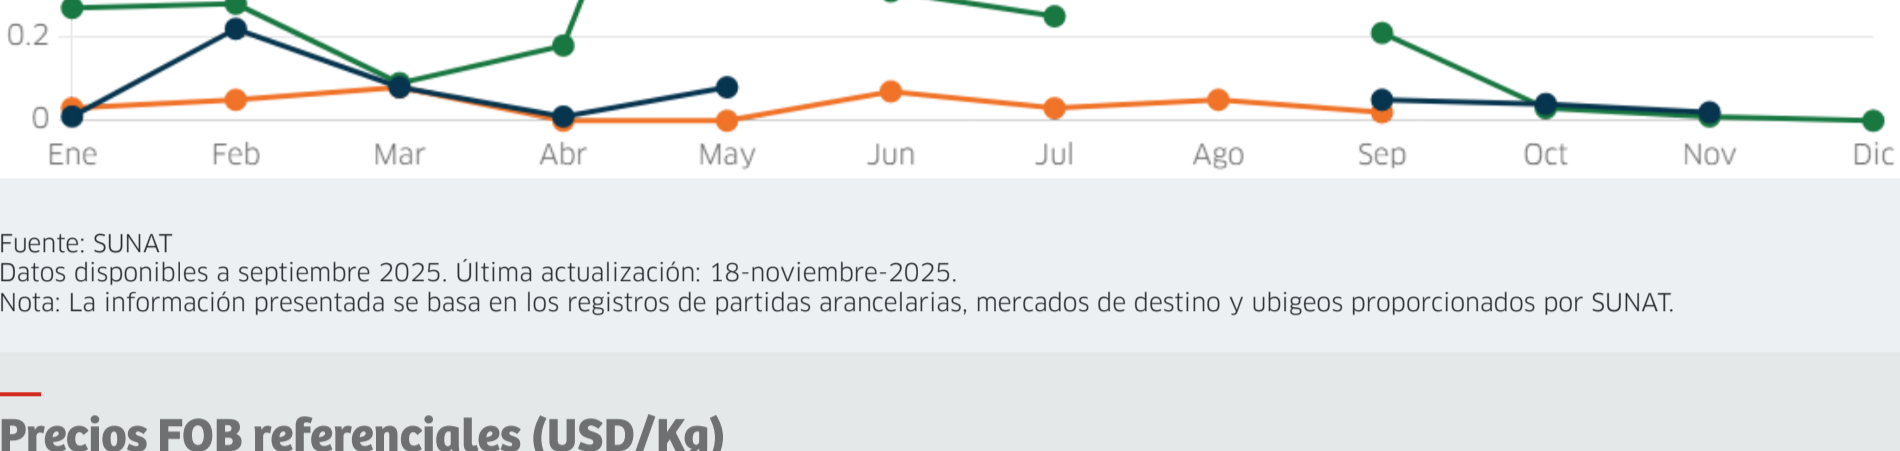 0.2
0
Ene Feb Mar Abr May Jun Jul Ago Sep Oct Nov Dic
Fuente: SUNAT
Datos disponibles a septiembre 2025. Última actualización: 18-noviembre-2025.
Nota: La información presentada se basa en los registros de partidas arancelarias, mercados de destino y ubigeos proporcionados por SUNAT.
Precios FOB referenciales (USD/Kg)